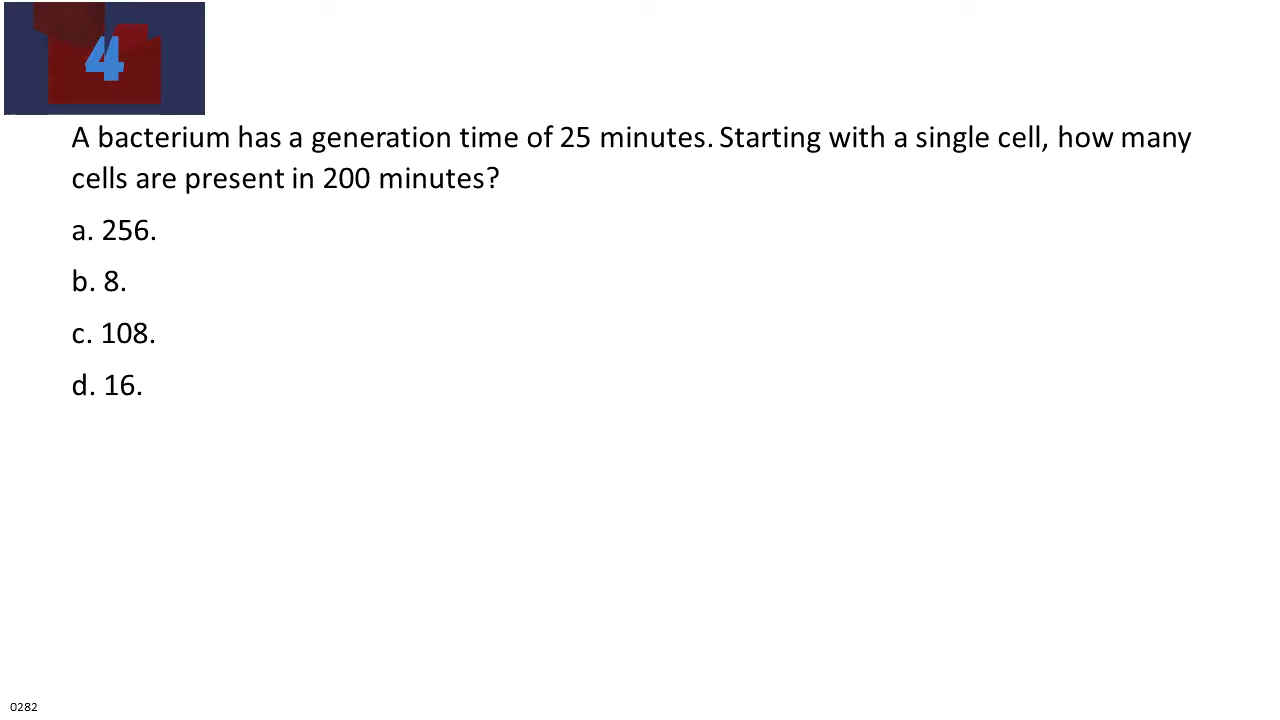 4
A bacterium has a generation time of 25 minutes. Starting with a single cell, how many
cells are present in 200 minutes?
a. 256.
b. 8.
c. 108.
d. 16.
0282